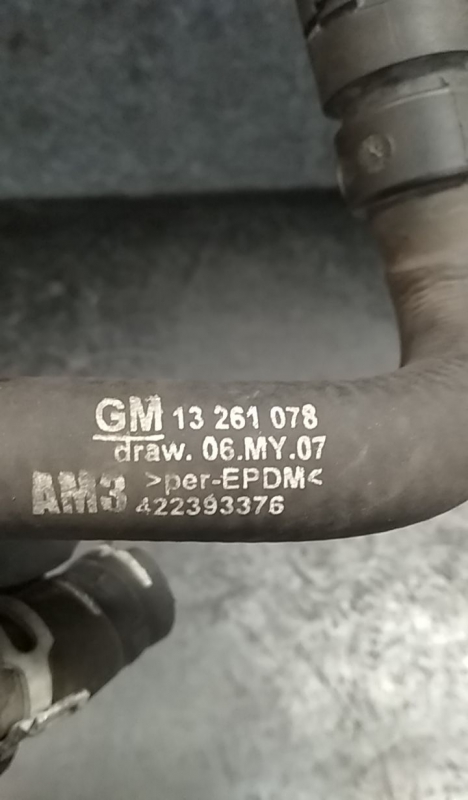 GM 13 261 078
draw. 06.MY.07
AM3 >per-EPDM<
422393376